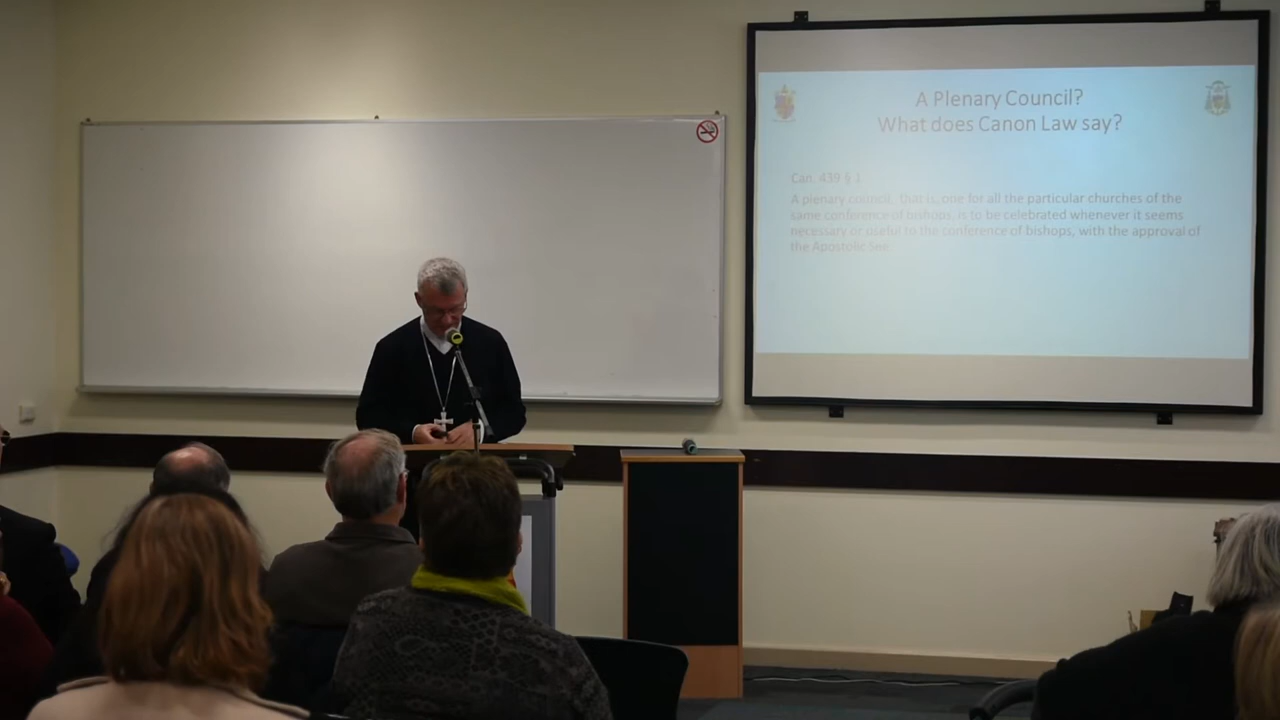 A Plenary Council?
What does Canon Law say?
Can. 439 § 1
A plenary council, that is, one for all the particular churches of the
same conference of bishops, is to be celebrated whenever it seems
necessary or useful to the conference of bishops, with the approval of
the Apostolic See.